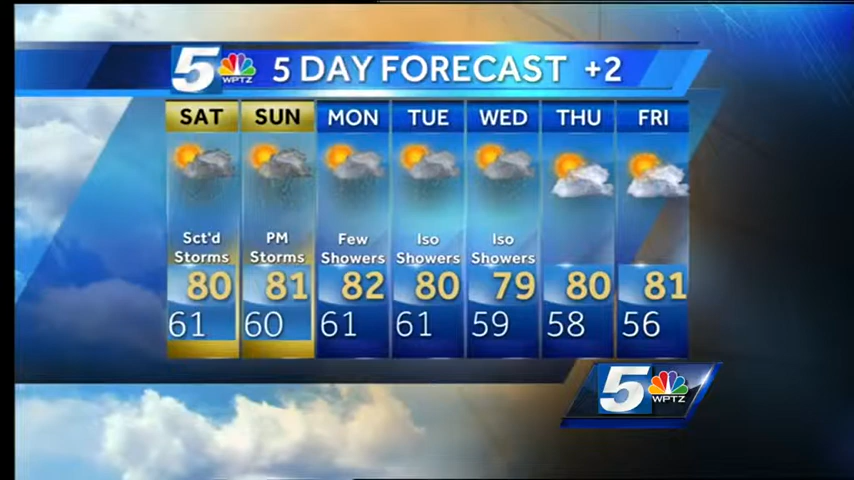 5 WPTZ 5 DAY FORECAST +2
SAT SUN MON TUE WED THU FRI
Sct'd PM Few Iso Iso
Storms Storms Showers Showers Showers
80 81 82 80 79 80 81
61 60 61 61 59 58 56
5 WPTZ